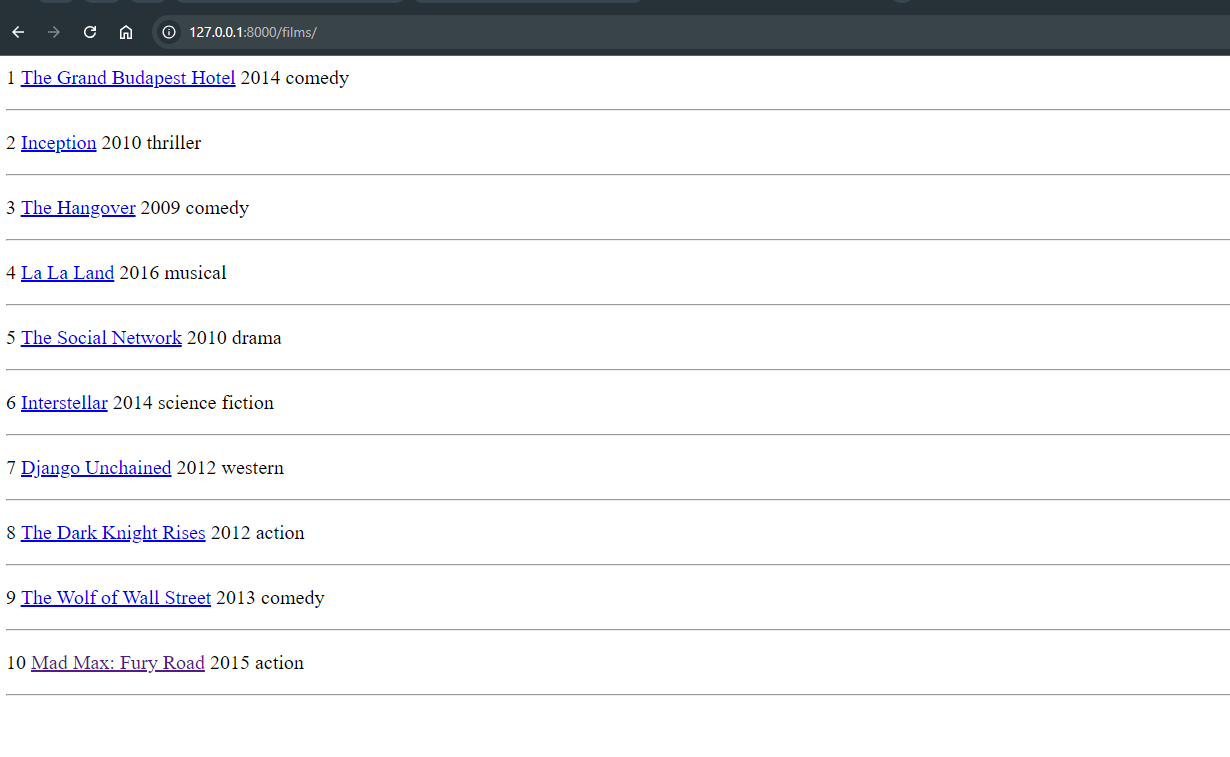 127.0.0.1:8000/films/
1 The Grand Budapest Hotel 2014 comedy
2 Inception 2010 thriller
3 The Hangover 2009 comedy
4 La La Land 2016 musical
5 The Social Network 2010 drama
6 Interstellar 2014 science fiction
7 Django Unchained 2012 western
8 The Dark Knight Rises 2012 action
9 The Wolf of Wall Street 2013 comedy
10 Mad Max: Fury Road 2015 action